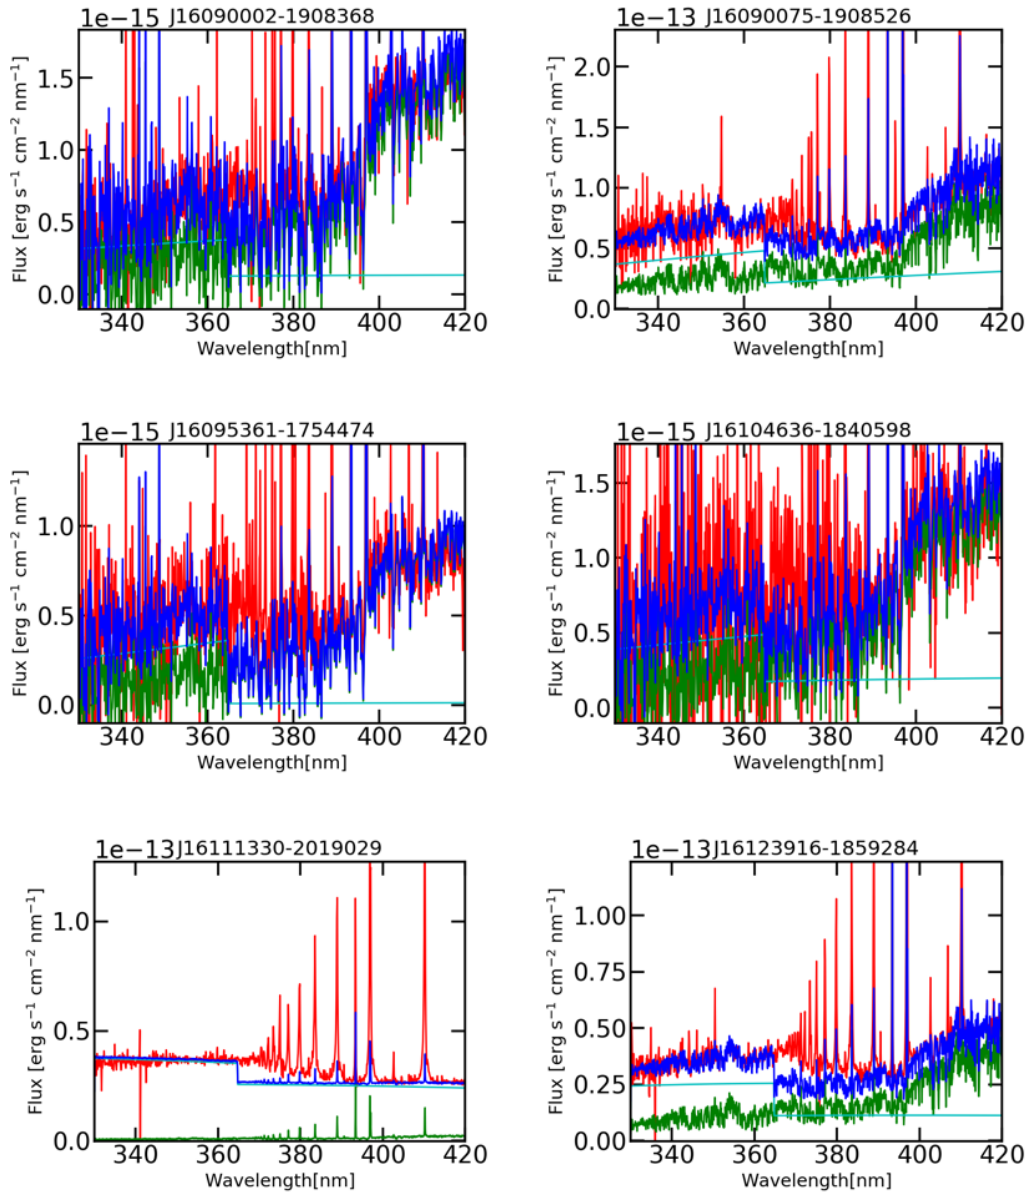 1e−15 J16090002-1908368
1e−13 J16090075-1908526
Flux [erg s⁻¹ cm⁻² nm⁻¹]
1.5
1.0
0.5
0.0
340 360 380 400 420
Wavelength[nm]
Flux [erg s⁻¹ cm⁻² nm⁻¹]
2.0
1.5
1.0
0.5
0.0
340 360 380 400 420
Wavelength[nm]
1e−15 J16095361-1754474
1e−15 J16104636-1840598
Flux [erg s⁻¹ cm⁻² nm⁻¹]
1.0
0.5
0.0
340 360 380 400 420
Wavelength[nm]
Flux [erg s⁻¹ cm⁻² nm⁻¹]
1.5
1.0
0.5
0.0
340 360 380 400 420
Wavelength[nm]
1e−13 J16111330-2019029
1e−13 J16123916-1859284
Flux [erg s⁻¹ cm⁻² nm⁻¹]
1.0
0.5
0.0
340 360 380 400 420
Wavelength[nm]
Flux [erg s⁻¹ cm⁻² nm⁻¹]
1.00
0.75
0.50
0.25
0.00
340 360 380 400 420
Wavelength[nm]